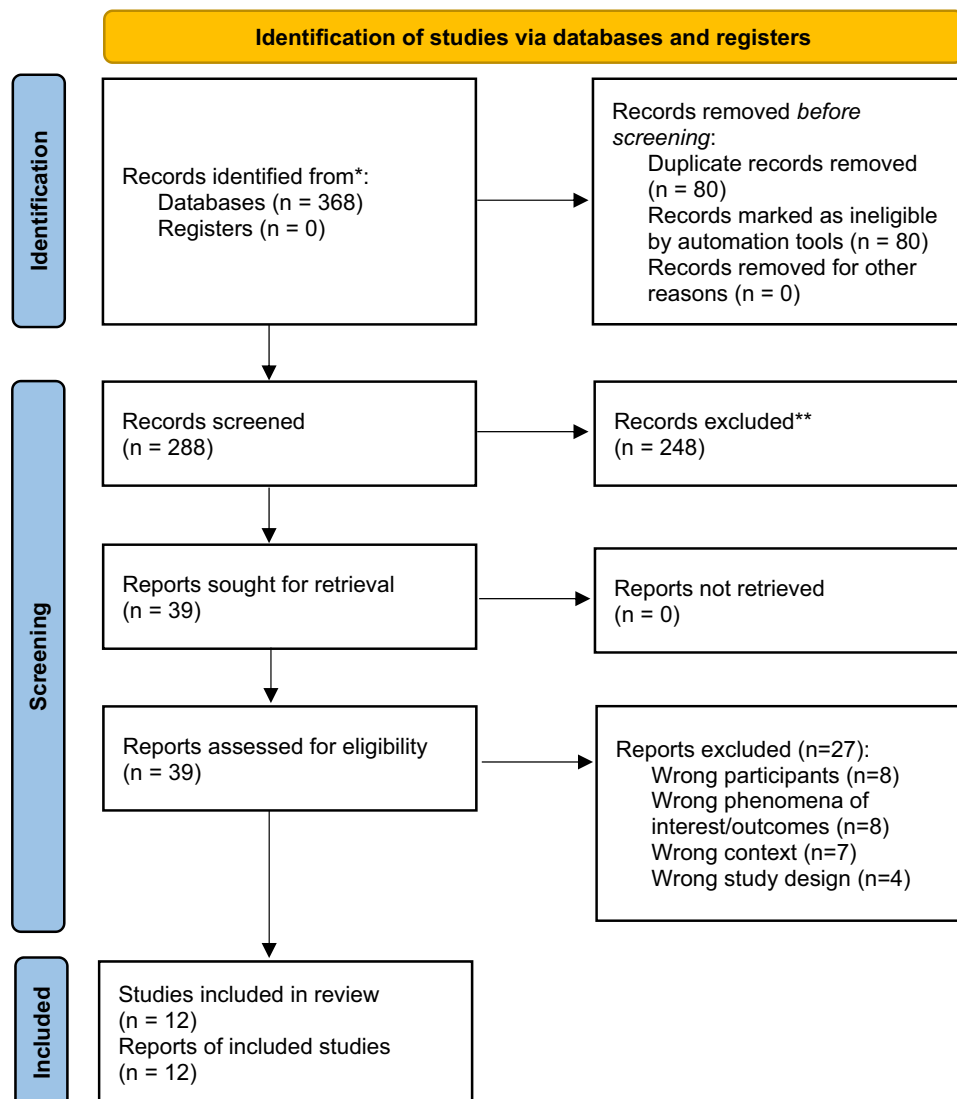 Identification of studies via databases and registers
Identification
Records identified from*:
Databases (n = 368)
Registers (n = 0)
Records removed before
screening:
Duplicate records removed
(n = 80)
Records marked as ineligible
by automation tools (n = 80)
Records removed for other
reasons (n = 0)
Screening
Records screened
(n = 288)
Records excluded**
(n = 248)
Reports sought for retrieval
(n = 39)
Reports not retrieved
(n = 0)
Reports assessed for eligibility
(n = 39)
Reports excluded (n=27):
Wrong participants (n=8)
Wrong phenomena of
interest/outcomes (n=8)
Wrong context (n=7)
Wrong study design (n=4)
Included
Studies included in review
(n = 12)
Reports of included studies
(n = 12)